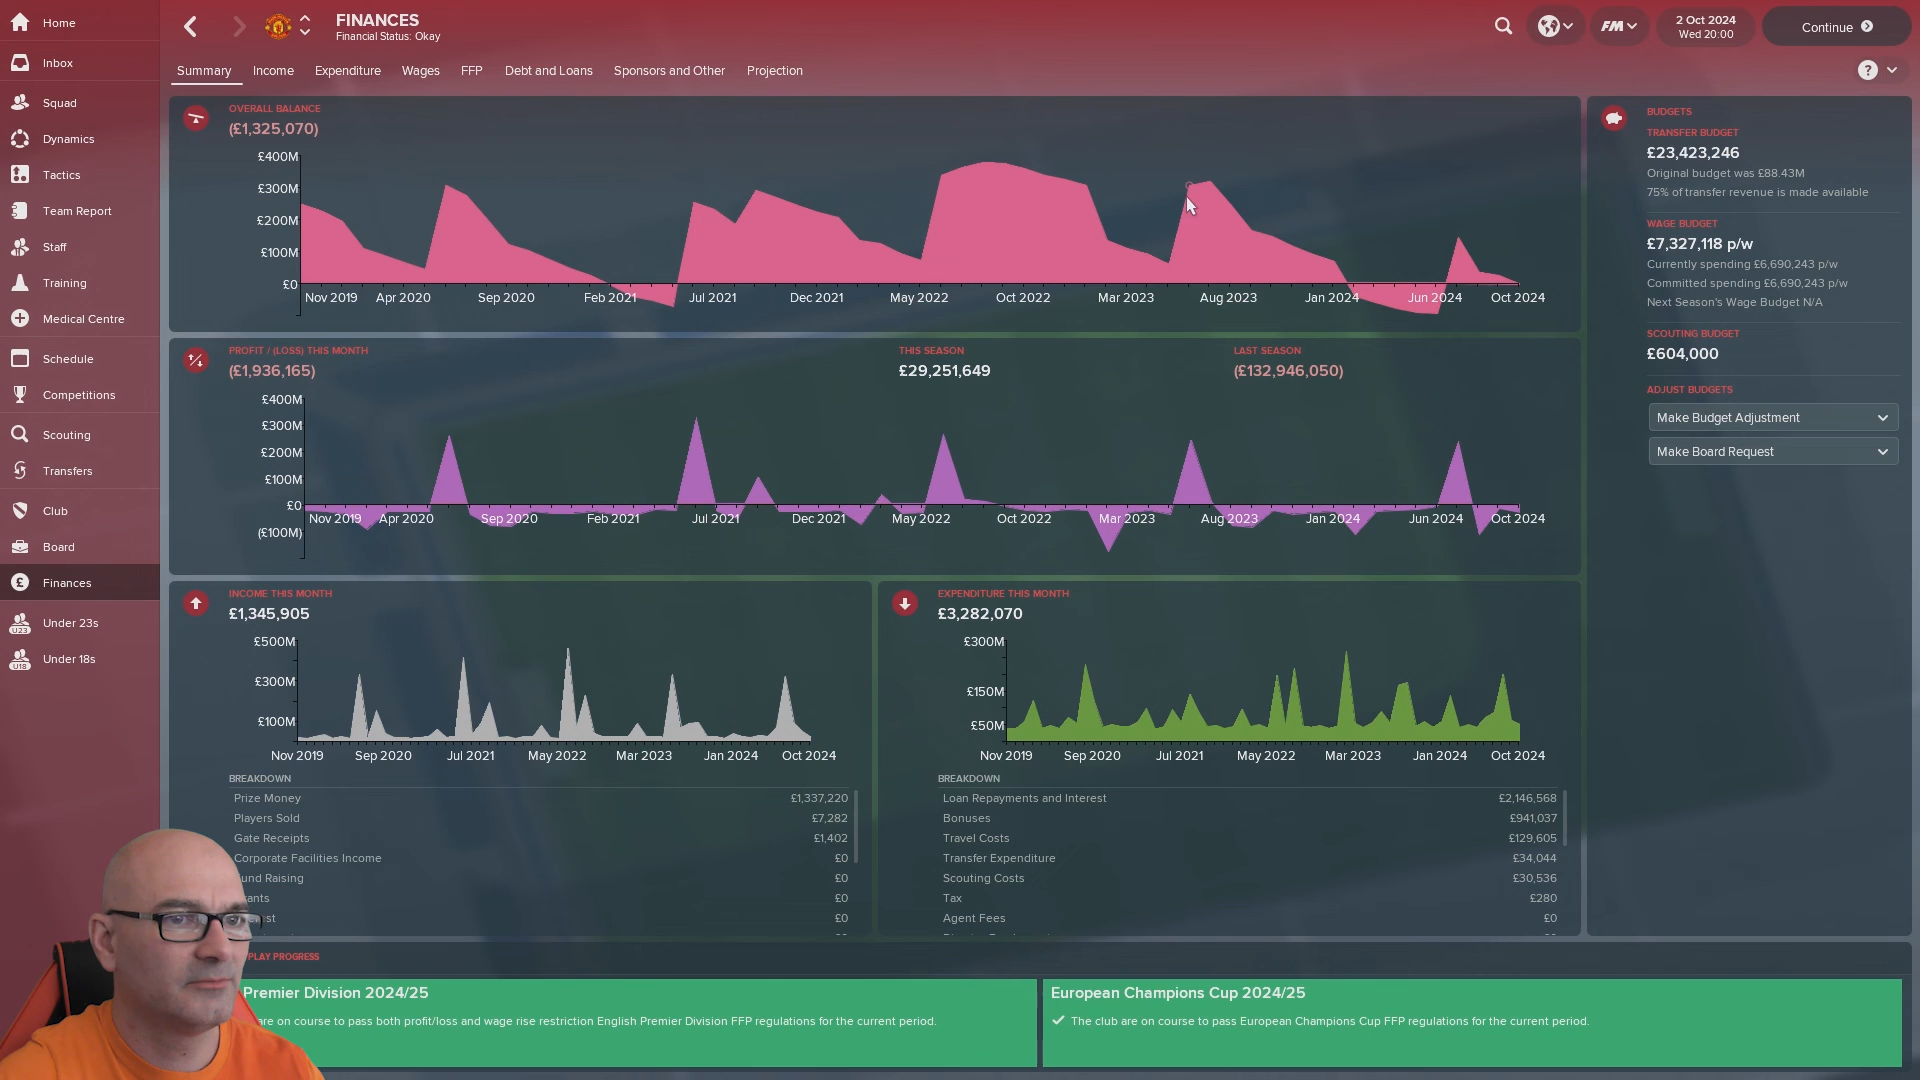 Home
Inbox
Squad
Dynamics
Tactics
Team Report
Staff
Training
Medical Centre
Schedule
Competitions
Scouting
Transfers
Club
Board
Finances
Under 23s
U23
Under 18s
U18
FINANCES
Financial Status: Okay
FM
2 Oct 2024
Wed 20:00
Continue
Summary Income Expenditure Wages FFP Debt and Loans Sponsors and Other Projection
?
OVERALL BALANCE
(£1,325,070)
£400M
£300M
£200M
£100M
£0
Nov 2019 Apr 2020 Sep 2020 Feb 2021 Jul 2021 Dec 2021 May 2022 Oct 2022 Mar 2023 Aug 2023 Jan 2024 Jun 2024 Oct 2024
PROFIT / (LOSS) THIS MONTH
(£1,936,165)
THIS SEASON
£29,251,649
LAST SEASON
(£132,946,050)
£400M
£300M
£200M
£100M
£0
(£100M)
Nov 2019 Apr 2020 Sep 2020 Feb 2021 Jul 2021 Dec 2021 May 2022 Oct 2022 Mar 2023 Aug 2023 Jan 2024 Jun 2024 Oct 2024
INCOME THIS MONTH
£1,345,905
£500M
£300M
£100M
Nov 2019 Sep 2020 Jul 2021 May 2022 Mar 2023 Jan 2024 Oct 2024
BREAKDOWN
Prize Money £1,337,220
Players Sold £7,282
Gate Receipts £1,402
Corporate Facilities Income £0
und Raising £0
rants £0
st £0
EXPENDITURE THIS MONTH
£3,282,070
£300M
£150M
£50M
Nov 2019 Sep 2020 Jul 2021 May 2022 Mar 2023 Jan 2024 Oct 2024
BREAKDOWN
Loan Repayments and Interest £2,146,568
Bonuses £941,037
Travel Costs £129,605
Transfer Expenditure £34,044
Scouting Costs £30,536
Tax £280
Agent Fees £0
BUDGETS
TRANSFER BUDGET
£23,423,246
Original budget was £88.43M
75% of transfer revenue is made available
WAGE BUDGET
£7,327,118 p/w
Currently spending £6,690,243 p/w
Committed spending £6,690,243 p/w
Next Season's Wage Budget N/A
SCOUTING BUDGET
£604,000
ADJUST BUDGETS
Make Budget Adjustment
Make Board Request
PLAY PROGRESS
Premier Division 2024/25
are on course to pass both profit/loss and wage rise restriction English Premier Division FFP regulations for the current period.
European Champions Cup 2024/25
The club are on course to pass European Champions Cup FFP regulations for the current period.